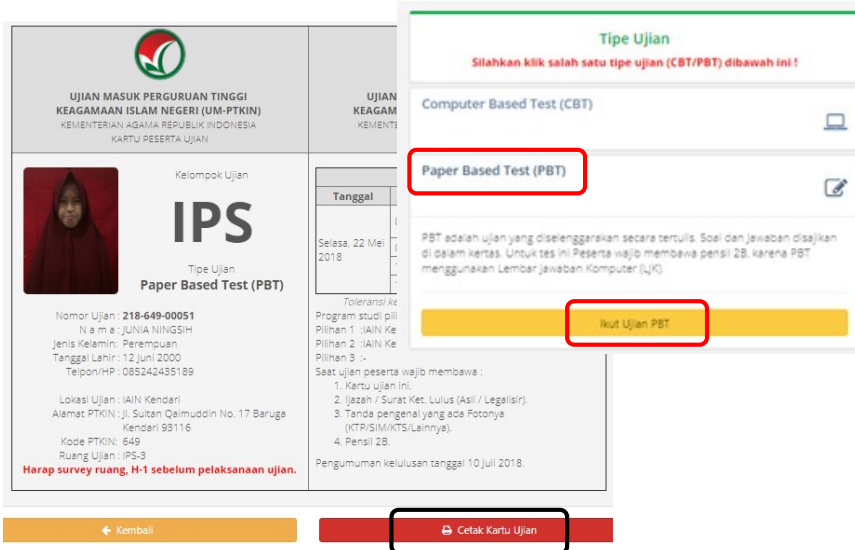 UJIAN MASUK PERGURUAN TINGGI
KEAGAMAAN ISLAM NEGERI (UM-PTKIN)
KEMENTERIAN AGAMA REPUBLIK INDONESIA
KARTU PESERTA UJIAN
Kelompok Ujian
IPS
Tipe Ujian
Paper Based Test (PBT)
Nomor Ujian : 218-649-00051
N a m a : JUNIA NINGSIH
Jenis Kelamin: Perempuan
Tanggal Lahir : 12 Juni 2000
Telpon/HP : 085242435189
Lokasi Ujian : IAIN Kendari
Alamat PTKIN : Jl. Sultan Qaimuddin No. 17 Baruga
Kendari 93116
Kode PTKIN: 649
Ruang Ujian : IPS-3
Harap survey ruang, H-1 sebelum pelaksanaan ujian.
UJIAN
KEAGAM
KEMENTE
Tanggal
Selasa, 22 Mei
2018
Toleransi ke
Program studi pili
Pilihan 1 :IAIN Ke
Pilihan 2 :IAIN Ke
Pilihan 3 :-
Saat ujian peserta wajib membawa :
1. Kartu ujian ini.
2. Ijazah / Surat Ket. Lulus (Asli / Legalisir).
3. Tanda pengenal yang ada Fotonya
(KTP/SIM/KTS/Lainnya).
4. Pensil 2B.
Pengumuman kelulusan tanggal 10 Juli 2018.
Kembali
Cetak Kartu Ujian
Tipe Ujian
Silahkan klik salah satu tipe ujian (CBT/PBT) dibawah ini !
Computer Based Test (CBT)
Paper Based Test (PBT)
PBT adalah ujian yang diselenggarakan secara tertulis. Soal dan Jawaban disajikan
di dalam kertas. Untuk tes ini Peserta wajib membawa pensil 2B, karena PBT
menggunakan Lembar Jawaban Komputer (LJK).
Ikut Ujian PBT